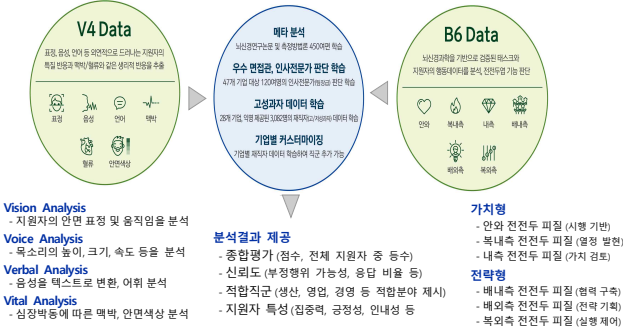 V4 Data
표정, 음성, 언어 등 외연적으로 드러나는 지원자의
특질 반응과 맥박/혈류와 같은 생리적 반응을 추출
표정 음성 언어 맥박
혈류 안면색상
메타 분석
뇌신경연구논문 및 측정방법론 450여편 학습
우수 면접관, 인사전문가 판단 학습
47개 기업 대상 120여명의 인사전문가 판단 학습
고성과자 데이터 학습
28개 기업, 익명 제공된 3,082명의 재직자 데이터 학습
기업별 커스터마이징
기업별 재직자 데이터 학습하여 직군 추가 가능
B6 Data
뇌신경과학을 기반으로 검증된 태스크와
지원자의 행동데이터를 분석, 전전두엽 기능 판단
안와 복내측 내측 배내측
배외측 복외측
Vision Analysis
- 지원자의 안면 표정 및 움직임을 분석
Voice Analysis
- 목소리의 높이, 크기, 속도 등을 분석
Verbal Analysis
- 음성을 텍스트로 변환, 어휘 분석
Vital Analysis
- 심장박동에 따른 맥박, 안면색상 분석
분석결과 제공
- 종합평가 (점수, 전체 지원자 중 등수)
- 신뢰도 (부정행위 가능성, 응답 비율 등)
- 적합직군 (생산, 영업, 경영 등 적합분야 제시)
- 지원자 특성 (집중력, 긍정성, 인내성 등
가치형
- 안와 전전두 피질 (시행 기반)
- 복내측 전전두 피질 (열정 발현)
- 내측 전전두 피질 (가치 검토)
전략형
- 배내측 전전두 피질 (협력 구축)
- 배외측 전전두 피질 (전략 기획)
- 복외측 전전두 피질 (실행 제어)